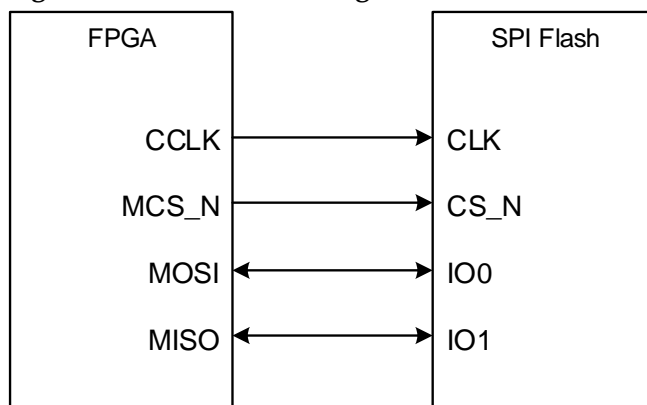 FPGA SPI Flash
CCLK CLK
MCS_N CS_N
MOSI IO0
MISO IO1